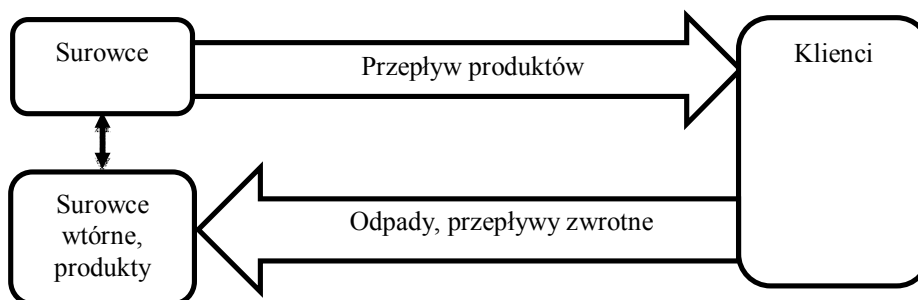 Surowce
Przepływ produktów
Klienci
Surowce
wtórne,
produkty
Odpady, przepływy zwrotne